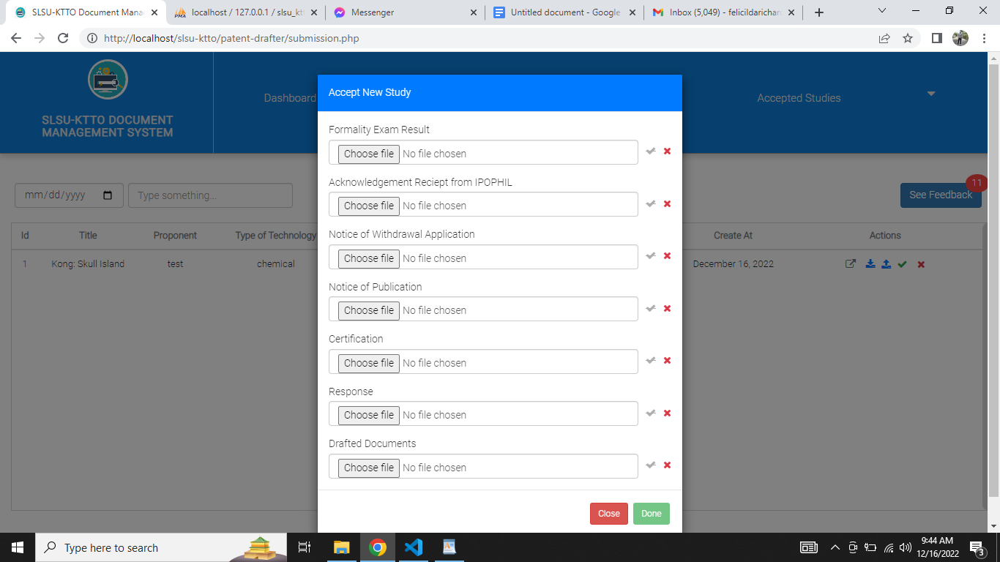 SLSU-KTTO Document Mana
localhost / 127.0.0.1 / slsu_kt
Messenger
Untitled document - Google
Inbox (5,049) - felicildarichan
http://localhost/slsu-ktto/patent-drafter/submission.php
SLSU-KTTO DOCUMENT
MANAGEMENT SYSTEM
Dashboard
Accepted Studies
Accept New Study
Formality Exam Result
Choose file No file chosen
Acknowledgement Reciept from IPOPHIL
Choose file No file chosen
Notice of Withdrawal Application
Choose file No file chosen
Notice of Publication
Choose file No file chosen
Certification
Choose file No file chosen
Response
Choose file No file chosen
Drafted Documents
Choose file No file chosen
Close Done
mm/dd/yyyy Type something...
11
See Feedback
Id Title Proponent Type of Technology Create At Actions
1 Kong: Skull Island test chemical December 16, 2022
Type here to search
9:44 AM
12/16/2022
3